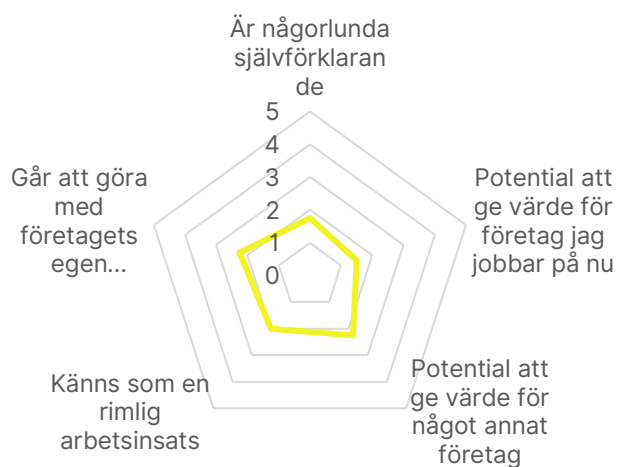 Är någorlunda
självförklaran
de
5
4
3
2
1
0
Potential att
ge värde för
företag jag
jobbar på nu
Potential att
ge värde för
något annat
företag
Känns som en
rimlig
arbetsinsats
Går att göra
med
företagets
egen...